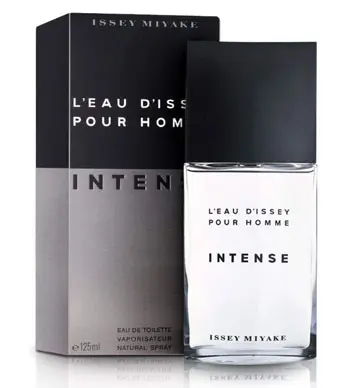 ISSEY MIYAKE
L'EAU D'ISSEY
POUR HOMM
INTENSE
EAU DE TOILETTE
VAPORISATEUR
NATURAL SPRAY
e 125ml
L'EAU D'ISSEY
POUR HOMME
INTENSE
ISSEY MIYAKE